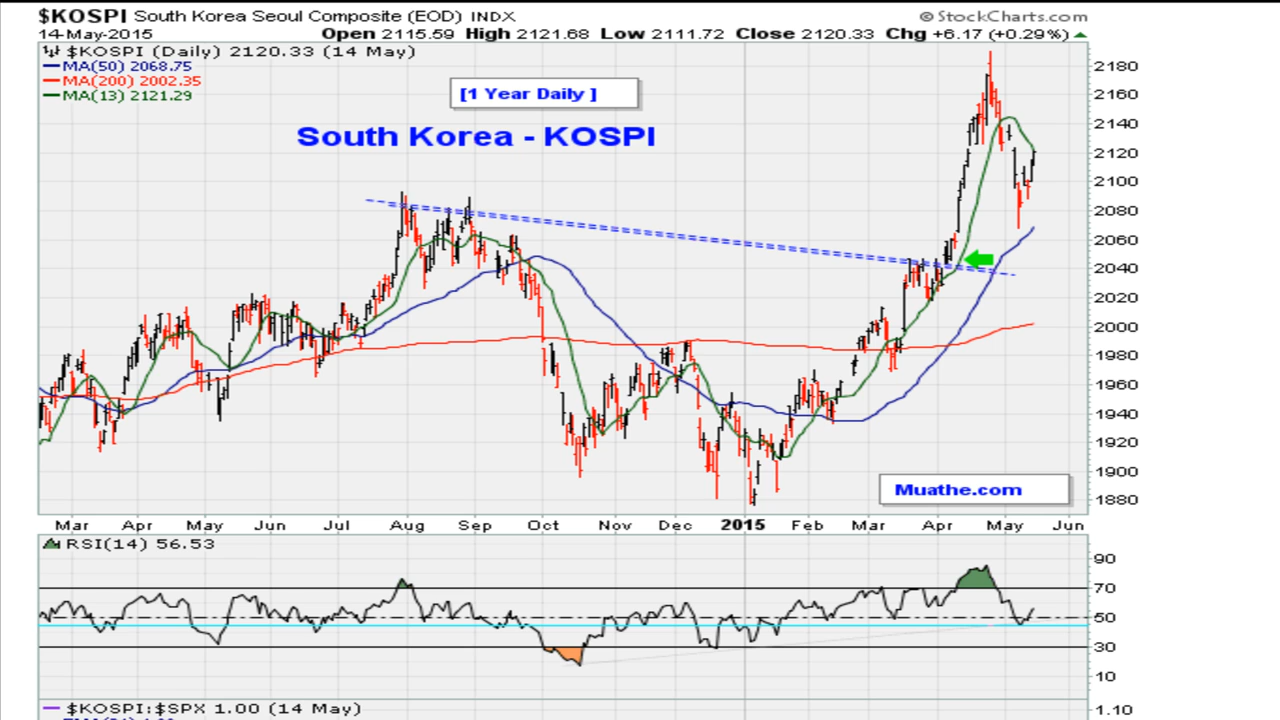 $KOSPI South Korea Seoul Composite (EOD) INDX © StockCharts.com
14-May-2015 Open 2115.59 High 2121.68 Low 2111.72 Close 2120.33 Chg +6.17 (+0.29%)
$KOSPI (Daily) 2120.33 (14 May)
MA(50) 2068.75
MA(200) 2002.35
MA(13) 2121.29
[1 Year Daily ]
South Korea - KOSPI
2180
2160
2140
2120
2100
2080
2060
2040
2020
2000
1980
1960
1940
1920
1900
1880
Muathe.com
Mar Apr May Jun Jul Aug Sep Oct Nov Dec 2015 Feb Mar Apr May Jun
RSI(14) 56.53
90
70
50
30
10
$KOSPI:$SPX 1.00 (14 May)
1.10